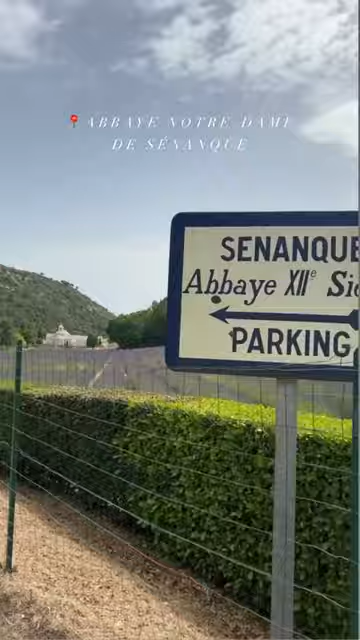 📍ABBAYE NOTRE DAME
DE SÉNANQUE
SENANQUE
Abbaye XIIe
PARKING